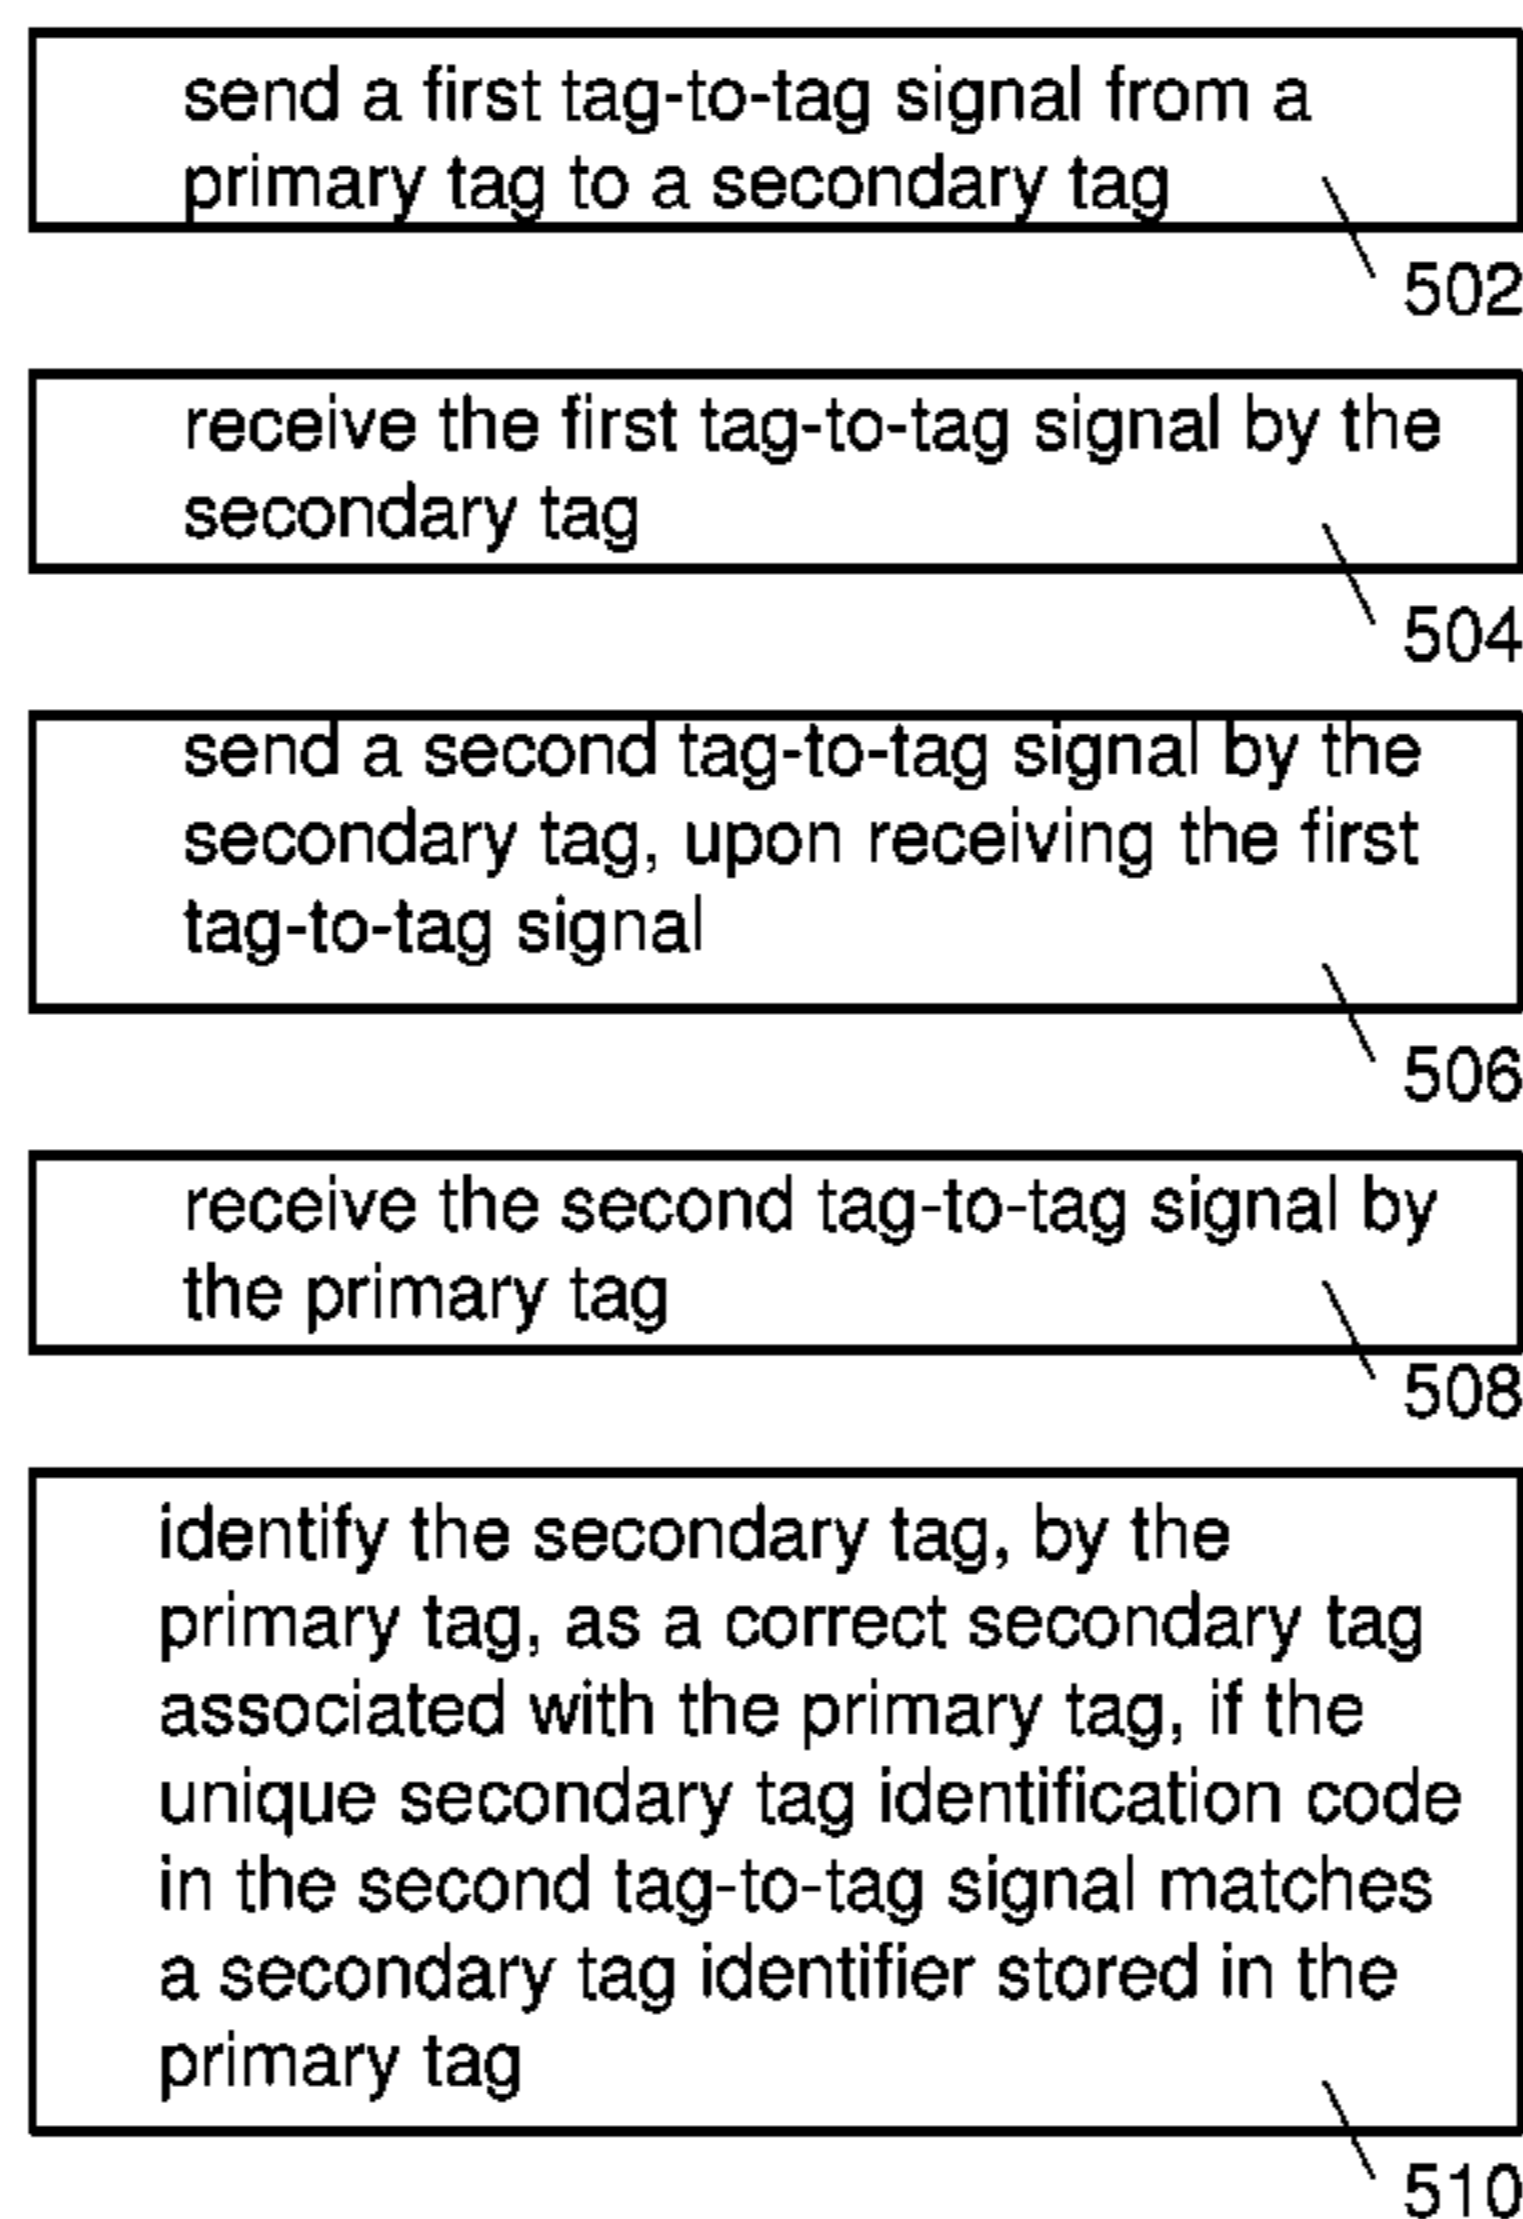 send a first tag-to-tag signal from a
primary tag to a secondary tag
502
receive the first tag-to-tag signal by the
secondary tag
504
send a second tag-to-tag signal by the
secondary tag, upon receiving the first
tag-to-tag signal
506
receive the second tag-to-tag signal by
the primary tag
508
identify the secondary tag, by the
primary tag, as a correct secondary tag
associated with the primary tag, if the
unique secondary tag identification code
in the second tag-to-tag signal matches
a secondary tag identifier stored in the
primary tag
510